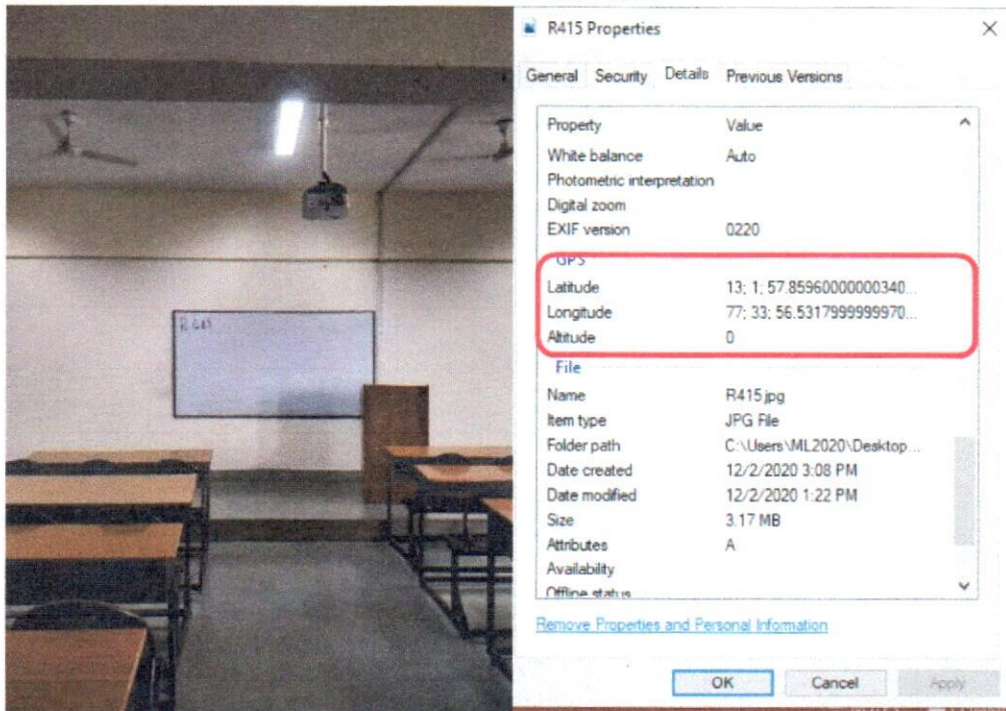 R415 Properties
General Security Details Previous Versions
Property Value
White balance Auto
Photometric interpretation
Digital zoom
EXIF version 0220
GPS
Latitude 13; 1; 57.85960000000340...
Longitude 77; 33; 56.5317999999970...
Altitude 0
File
Name R415.jpg
Item type JPG File
Folder path C:\Users\ML2020\Desktop...
Date created 12/2/2020 3:08 PM
Date modified 12/2/2020 1:22 PM
Size 3.17 MB
Attributes A
Availability
Offline status
Remove Properties and Personal Information
OK Cancel Apply